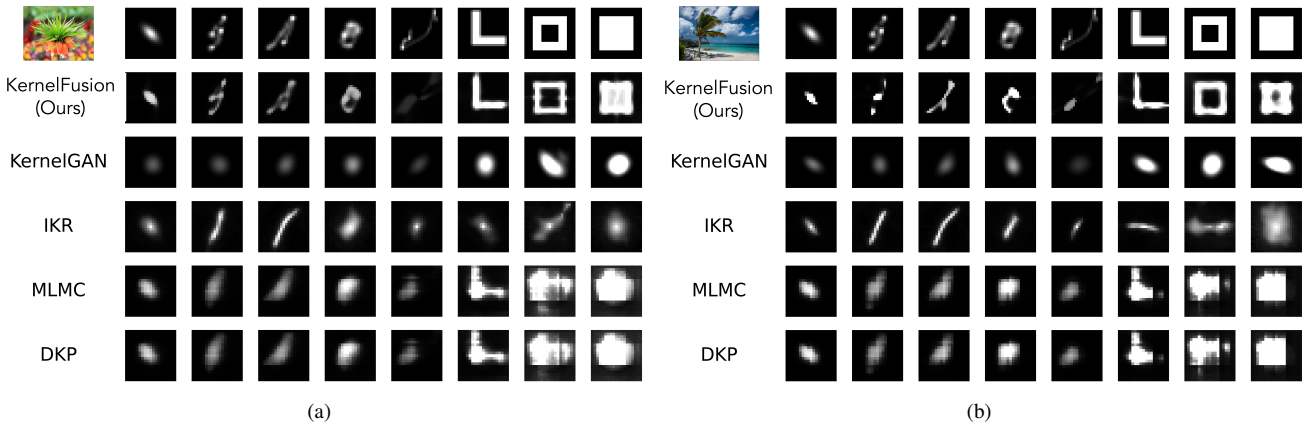 KernelFusion
(Ours)
KernelGAN
IKR
MLMC
DKP
(a)
KernelFusion
(Ours)
KernelGAN
IKR
MLMC
DKP
(b)